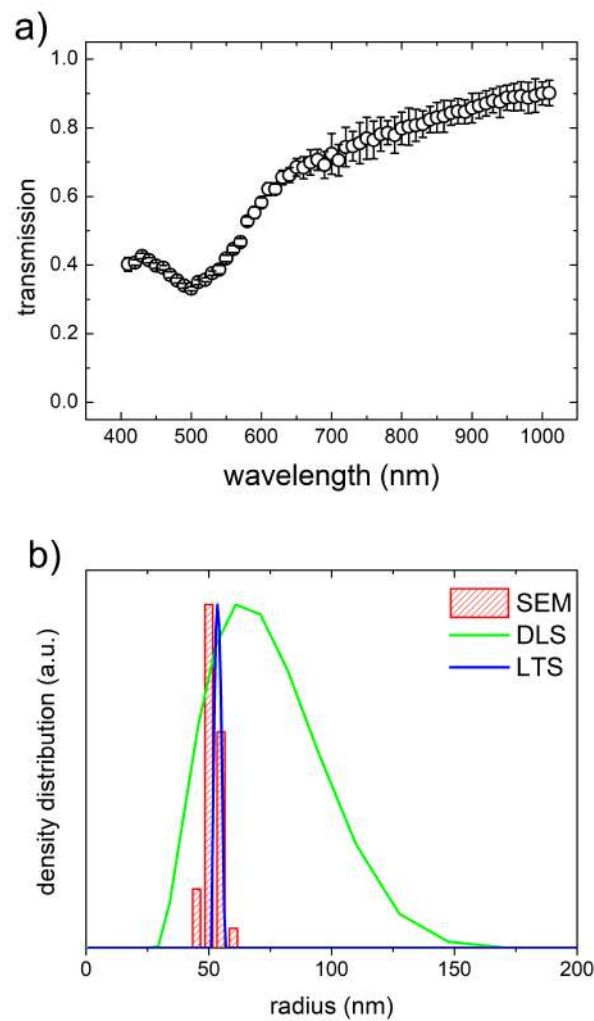 a)
1.0
0.8
0.6
0.4
0.2
0.0
transmission
400 500 600 700 800 900 1000
wavelength (nm)
b)
SEM
DLS
LTS
density distribution (a.u.)
0 50 100 150 200
radius (nm)